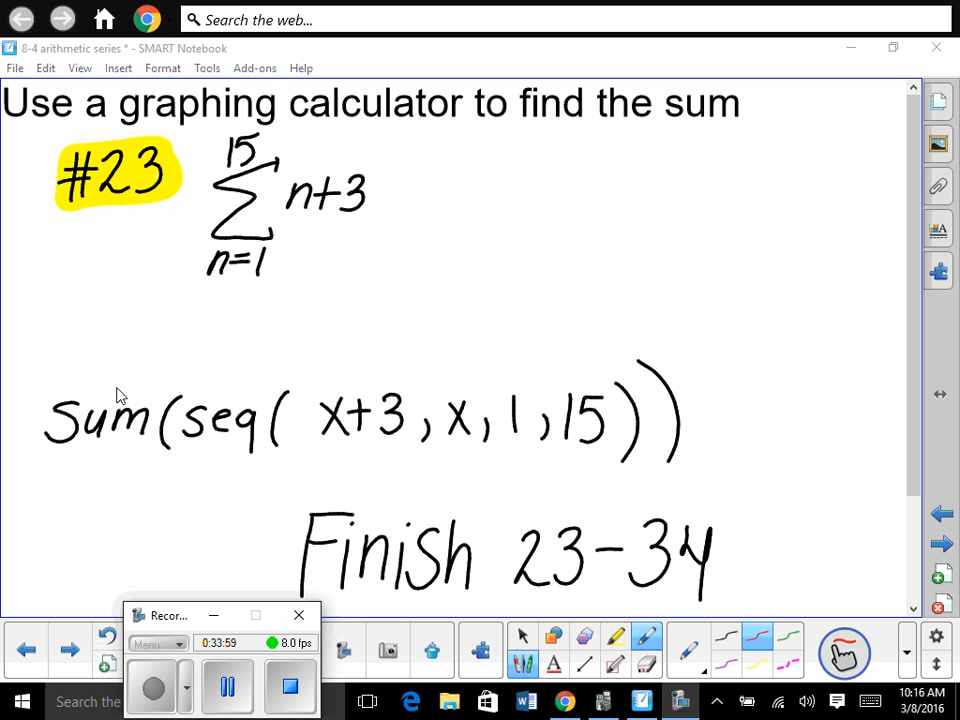 Search the web...
8-4 arithmetic series * - SMART Notebook
File Edit View Insert Format Tools Add-ons Help
Use a graphing calculator to find the sum
#23
15
Σ n+3
n=1
sum(seq( x+3, x, 1, 15))
Finish 23-34
Recor...
Menu 0:33:59 8.0 fps
A
Search the
10:16 AM
3/8/2016